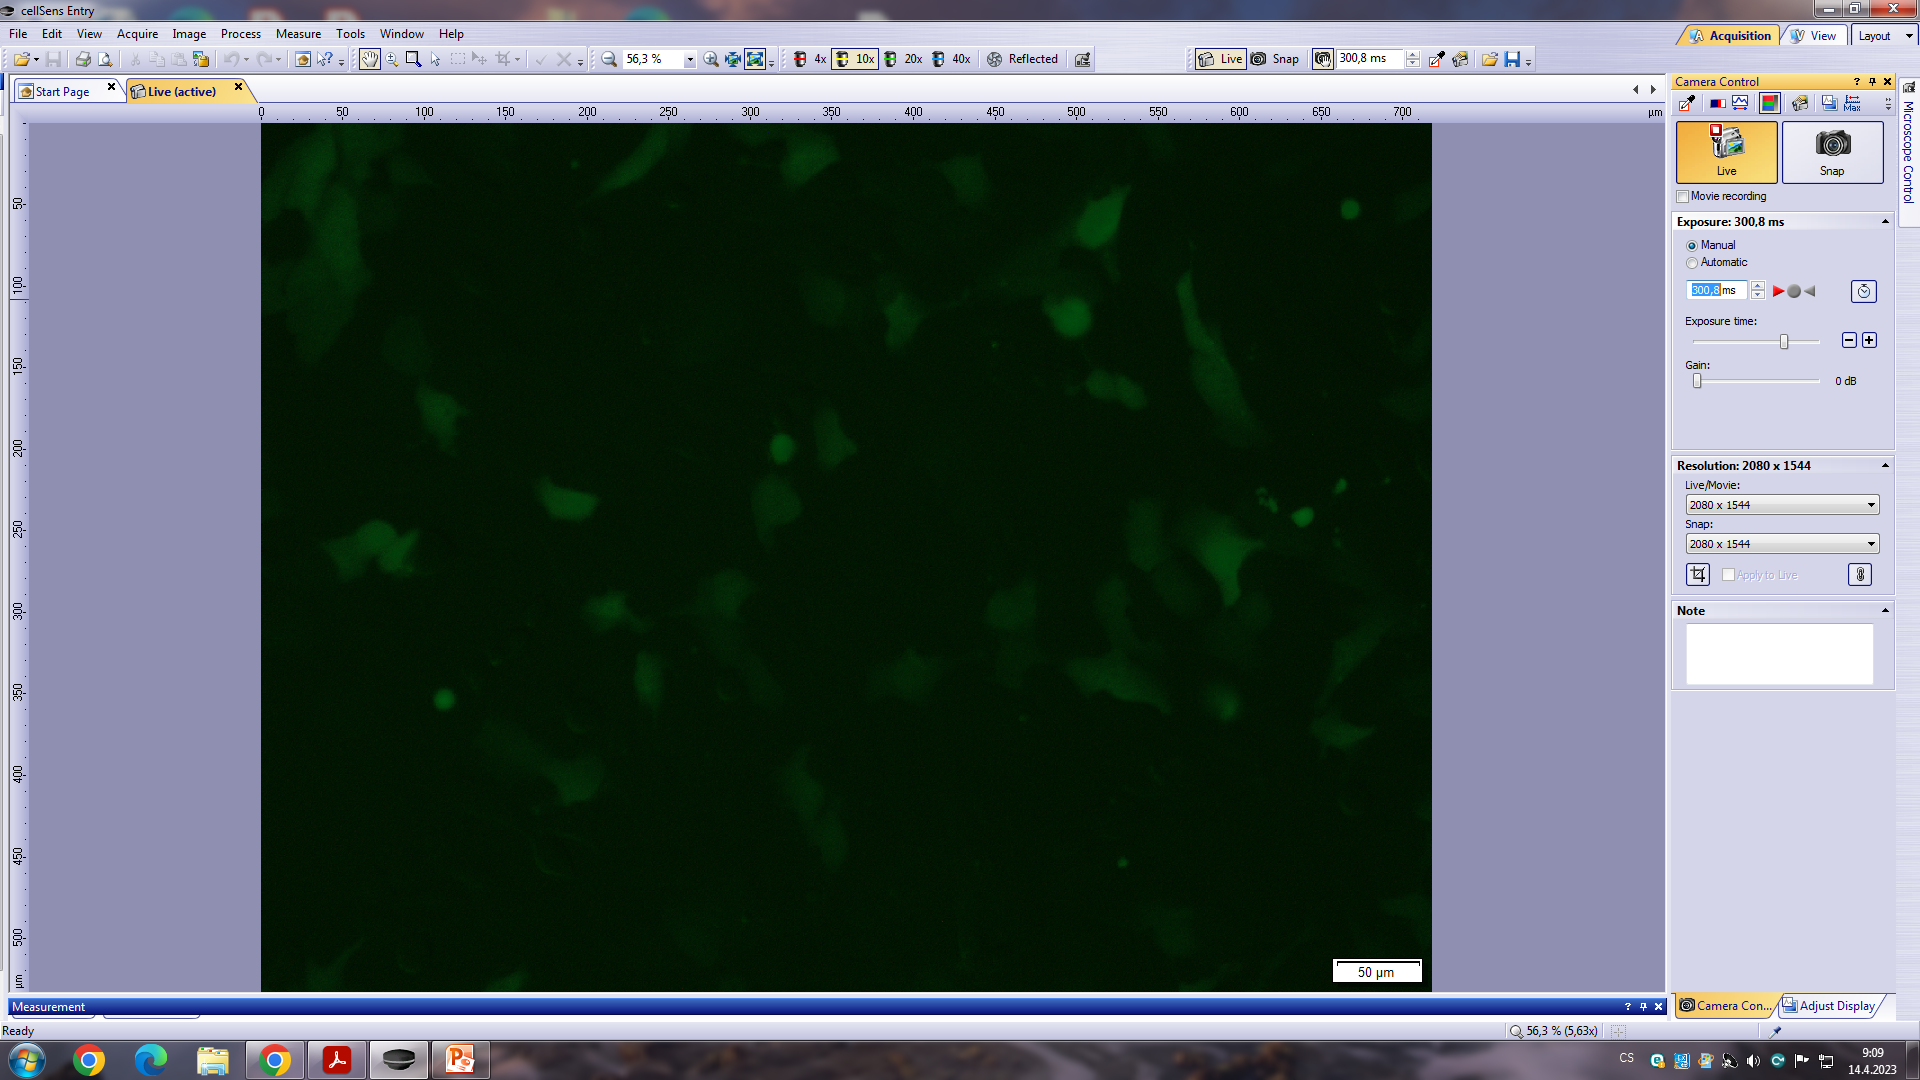 cellSens Entry
File Edit View Acquire Image Process Measure Tools Window Help
Acquisition View Layout
56,3 % 4x 10x 20x 40x Reflected Live Snap 300,8 ms
Start Page Live (active)
Camera Control
0 50 100 150 200 250 300 350 400 450 500 550 600 650 700 µm
50
100
150
200
250
300
350
400
450
500
µm
50 µm
Max
Live Snap
Movie recording
Exposure: 300,8 ms
Manual
Automatic
300,8 ms
Exposure time:
Gain:
0 dB
Resolution: 2080 x 1544
Live/Movie:
2080 x 1544
Snap:
2080 x 1544
Apply to Live
Note
Microscope Control
Camera Con... Adjust Display
Measurement
Ready
56,3 % (5,63x)
CS
9:09
14.4.2023